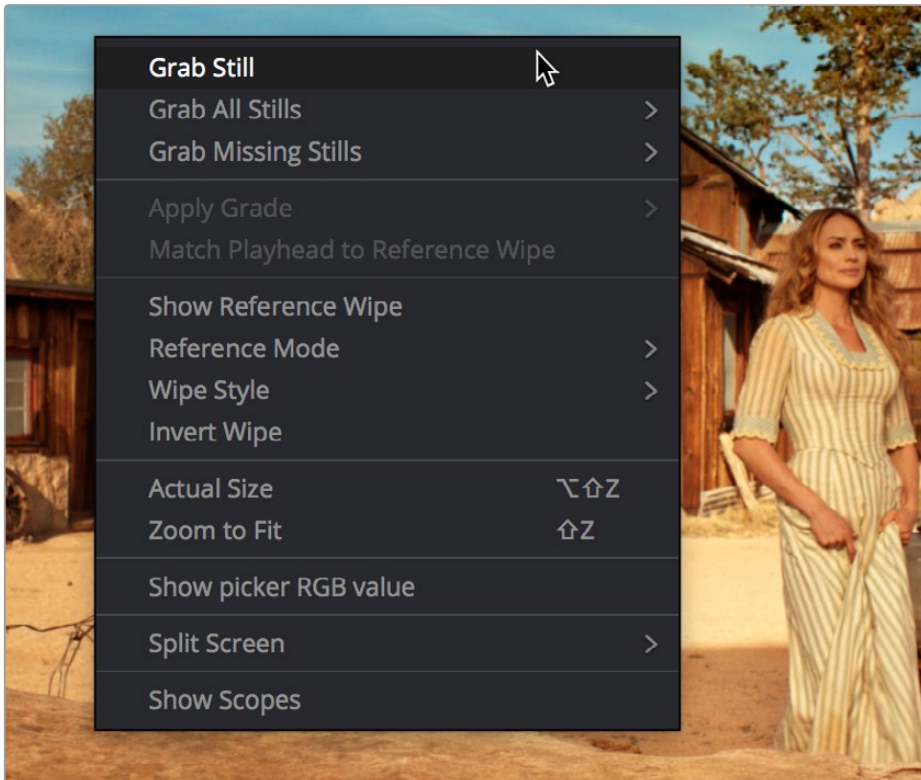 Grab Still
Grab All Stills
Grab Missing Stills
Apply Grade
Match Playhead to Reference Wipe
Show Reference Wipe
Reference Mode
Wipe Style
Invert Wipe
Actual Size ⌥⇧Z
Zoom to Fit ⇧Z
Show picker RGB value
Split Screen
Show Scopes